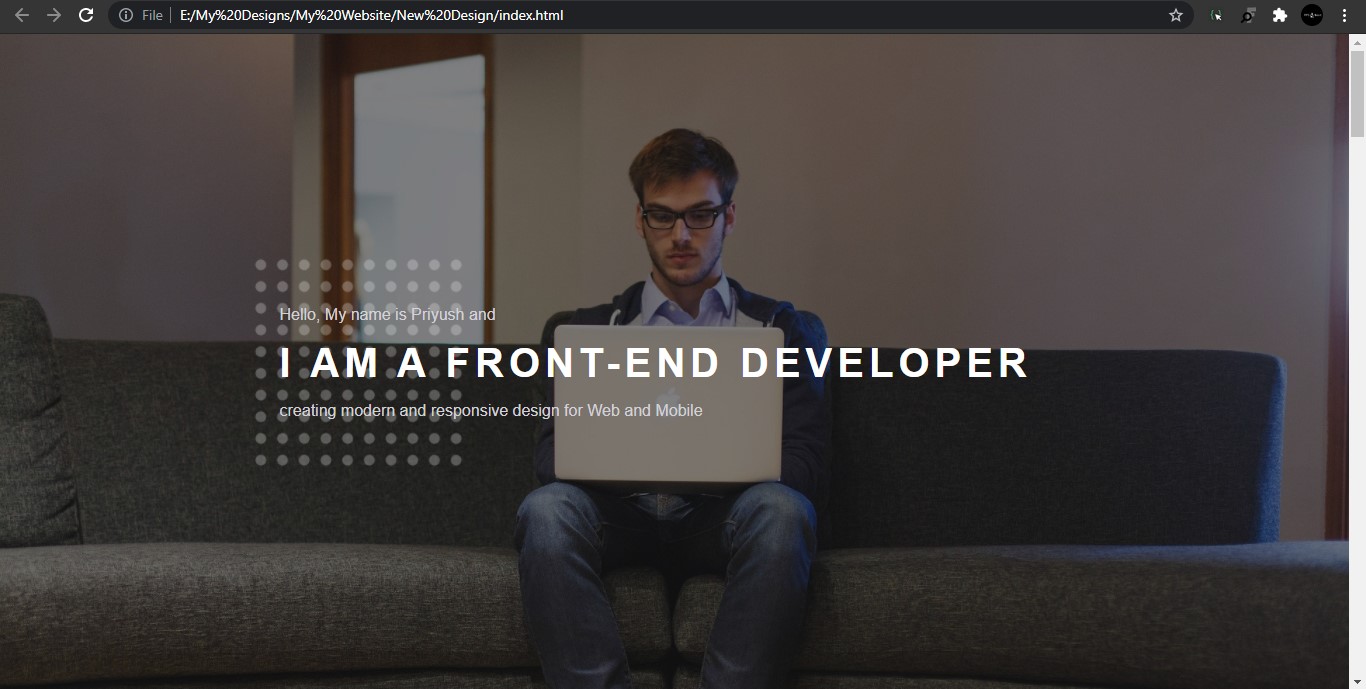 File
E:/My%20Designs/My%20Website/New%20Design/index.html
Hello, My name is Priyush and
I AM A FRONT-END DEVELOPER
creating modern and responsive design for Web and Mobile